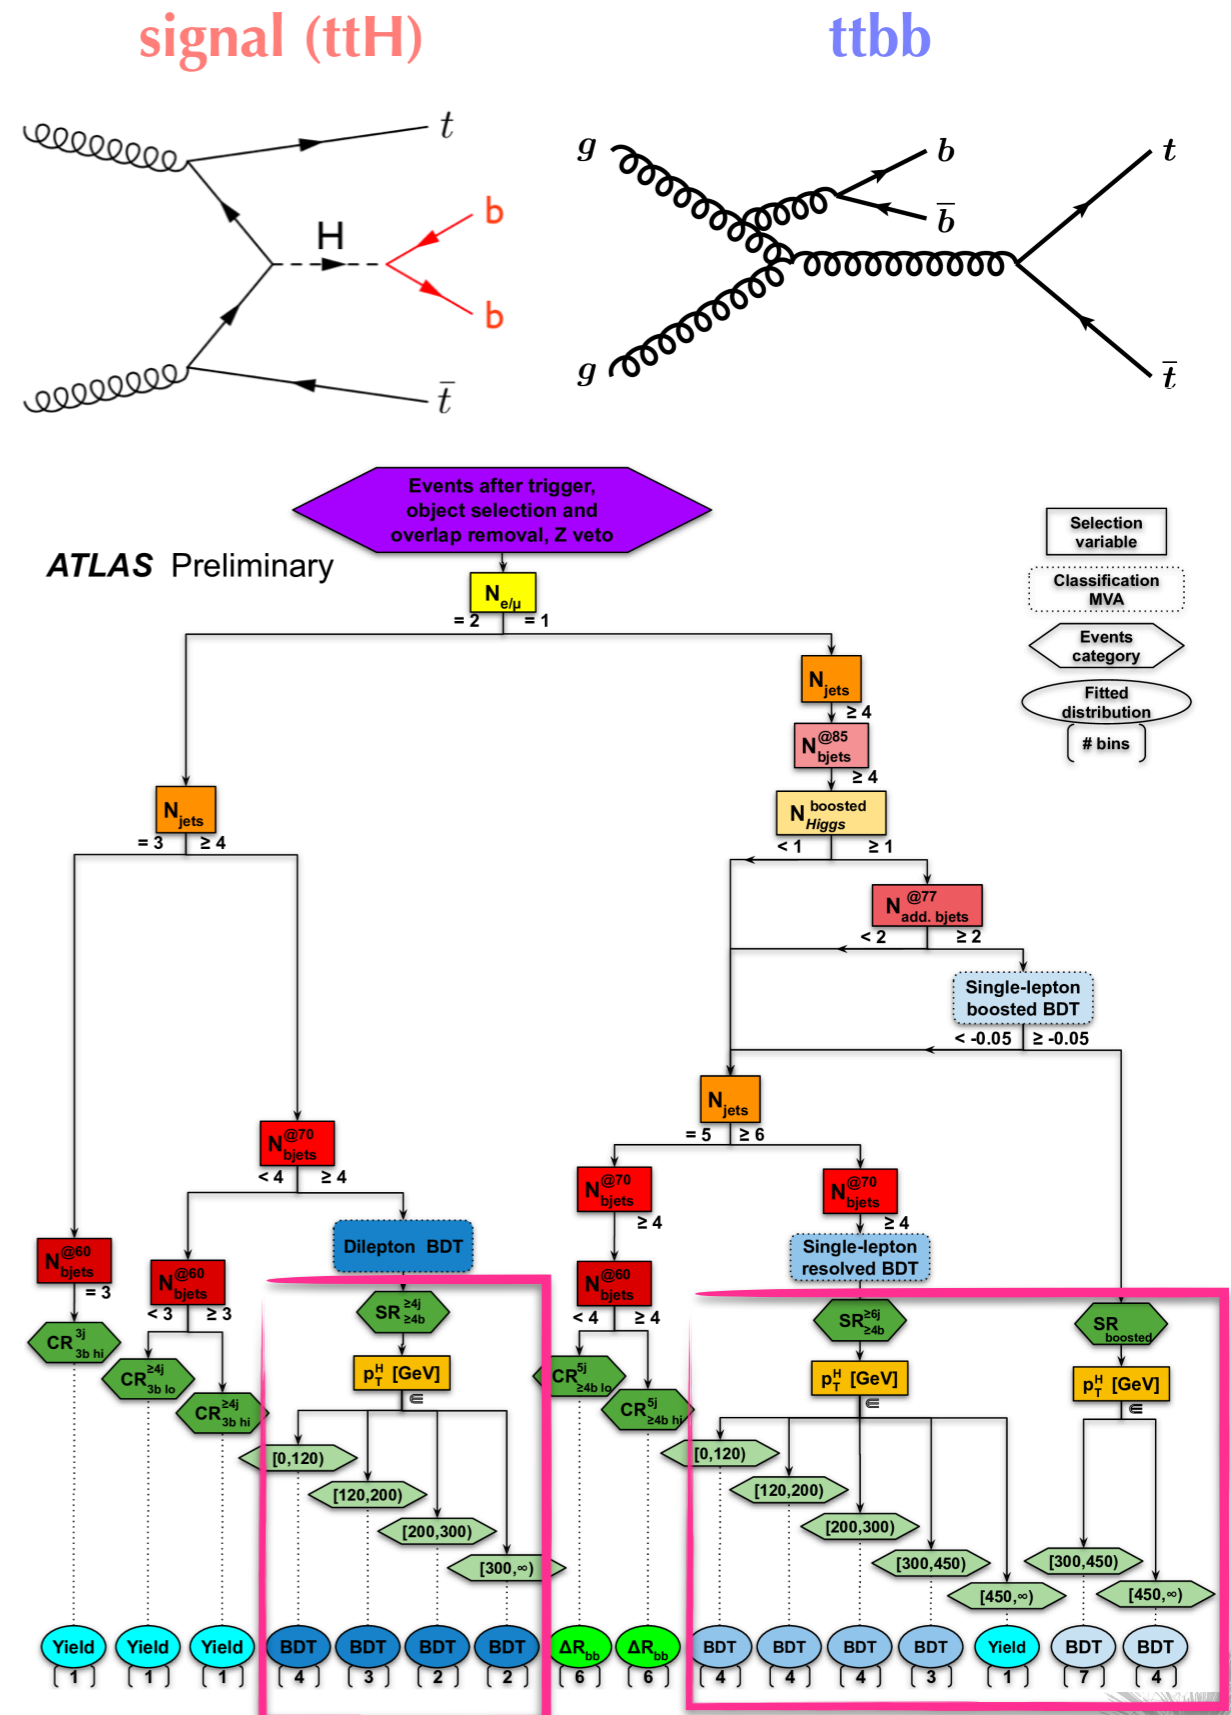 signal (ttH)
ttbb
t
H
b
b
t̄
g
b
b̄
t
g
t̄
Events after trigger,
object selection and
overlap removal, Z veto
ATLAS Preliminary
Selection
variable
Classification
MVA
Events
category
Fitted
distribution
# bins
N e/μ
= 2 = 1
N jets
≥ 4
N @85 bjets
≥ 4
N boosted Higgs
< 1 ≥ 1
N jets
= 3 ≥ 4
N @77 add. bjets
< 2 ≥ 2
Single-lepton
boosted BDT
< -0.05 ≥ -0.05
N jets
= 5 ≥ 6
N @70 bjets
< 4 ≥ 4
N @70 bjets
≥ 4
N @70 bjets
≥ 4
Dilepton BDT
Single-lepton
resolved BDT
N @60 bjets
= 3
N @60 bjets
< 3 ≥ 3
N @60 bjets
< 4 ≥ 4
SR ≥4j ≥4b
SR ≥6j ≥4b
SR boosted
CR 3j 3b hi
CR ≥4j 3b lo
CR ≥4j 3b hi
p T H [GeV]
∈
CR 5j ≥4b lo
CR 5j ≥4b hi
p T H [GeV]
∈
p T H [GeV]
∈
[0,120)
[120,200)
[200,300)
[300,∞)
[0,120)
[120,200)
[200,300)
[300,450)
[450,∞)
[300,450)
[450,∞)
Yield Yield Yield BDT BDT BDT BDT ΔR bb ΔR bb BDT BDT BDT BDT Yield BDT BDT
1 1 1 4 3 2 2 6 6 4 4 4 3 1 7 4